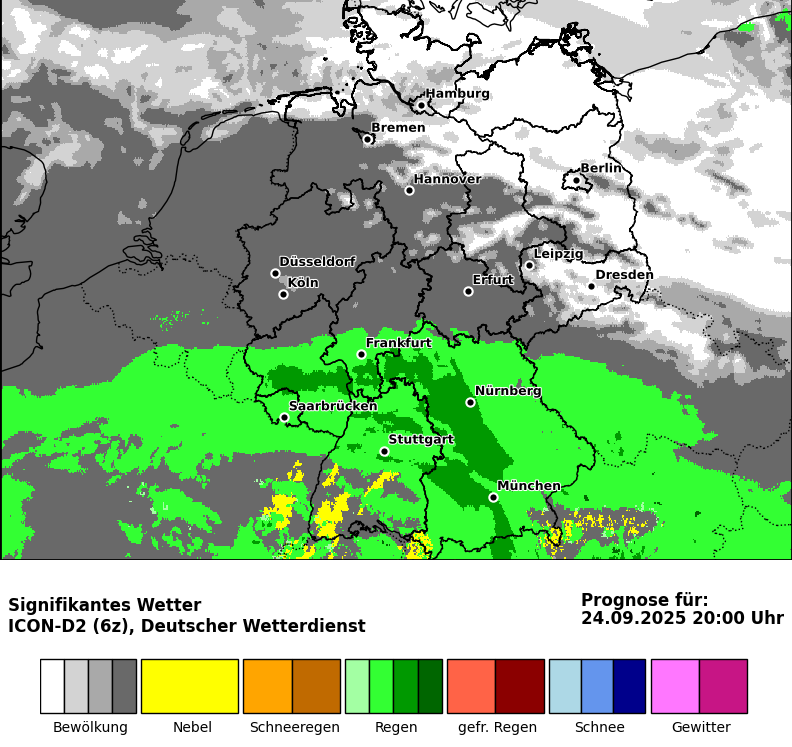 Hamburg
Bremen
Berlin
Hannover
Leipzig
Düsseldorf
Dresden
Köln
Erfurt
Frankfurt
Nürnberg
Saarbrücken
Stuttgart
München
Signifikantes Wetter
ICON-D2 (6z), Deutscher Wetterdienst
Prognose für:
24.09.2025 20:00 Uhr
Bewölkung
Nebel
Schneeregen
Regen
gefr. Regen
Schnee
Gewitter